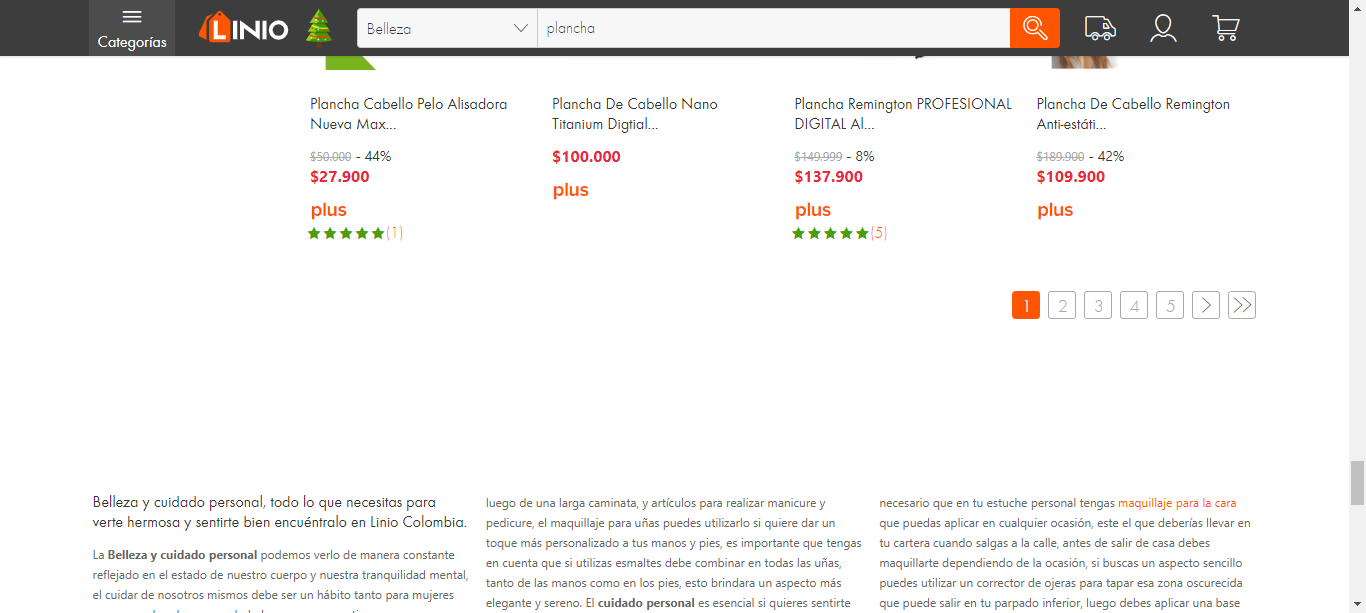 Categorías
LINIO
Belleza
plancha
Plancha Cabello Pelo Alisadora
Nueva Max...
$50.000 - 44%
$27.900
plus
(1)
Plancha De Cabello Nano
Titanium Digtial...
$100.000
plus
Plancha Remington PROFESIONAL
DIGITAL Al...
$149.999 - 8%
$137.900
plus
(5)
Plancha De Cabello Remington
Anti-estáti...
$189.900 - 42%
$109.900
plus
1 2 3 4 5
Belleza y cuidado personal, todo lo que necesitas para
verte hermosa y sentirte bien encuéntralo en Linio Colombia.
La Belleza y cuidado personal podemos verlo de manera constante
reflejado en el estado de nuestro cuerpo y nuestra tranquilidad mental,
el cuidar de nosotros mismos debe ser un hábito tanto para mujeres
luego de una larga caminata, y artículos para realizar manicure y
pedicure, el maquillaje para uñas puedes utilizarlo si quiere dar un
toque más personalizado a tus manos y pies, es importante que tengas
en cuenta que si utilizas esmaltes debe combinar en todas las uñas,
tanto de las manos como en los pies, esto brindara un aspecto más
elegante y sereno. El cuidado personal es esencial si quieres sentirte
necesario que en tu estuche personal tengas maquillaje para la cara
que puedas aplicar en cualquier ocasión, este el que deberías llevar en
tu cartera cuando salgas a la calle, antes de salir de casa debes
maquillarte dependiendo de la ocasión, si buscas un aspecto sencillo
puedes utilizar un corrector de ojeras para tapar esa zona oscurecida
que puede salir en tu parpado inferior, luego debes aplicar una base